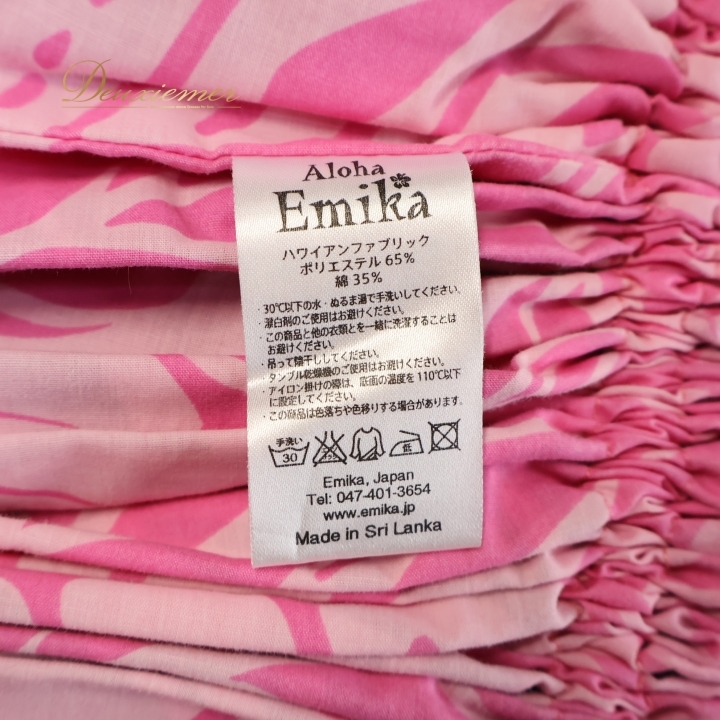 Deuxiemer
Aloha
Emika
ハワイアンファブリック
ポリエステル 65%
綿 35%
・30℃以下の水・ぬるま湯で手洗いしてください。
・漂白剤のご使用はお避けください。
・この商品と他の衣類とを一緒に洗濯することは
お避けください。
・吊って陰干ししてください。
・タンブル乾燥機のご使用はお避けください。
・アイロン掛けの際は、底面の温度を110℃以下
に設定してください。
・この商品は色落ちや色移りする場合があります。
手洗い 30 エンソ サラシ 低
Emika, Japan
Tel: 047-401-3654
www.emika.jp
Made in Sri Lanka